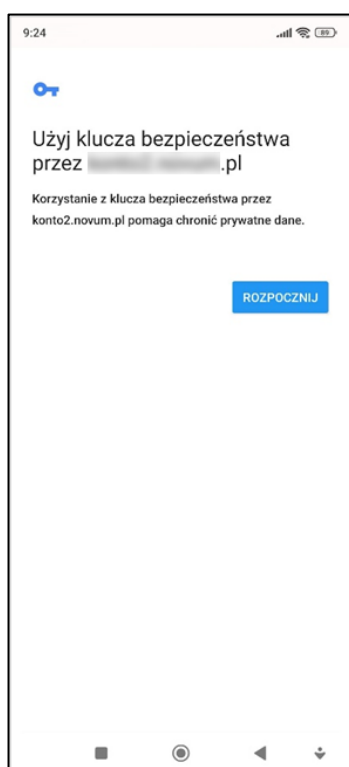 9:24
89
Użyj klucza bezpieczeństwa
przez .pl
Korzystanie z klucza bezpieczeństwa przez
konto2.novum.pl pomaga chronić prywatne dane.
ROZPOCZNIJ